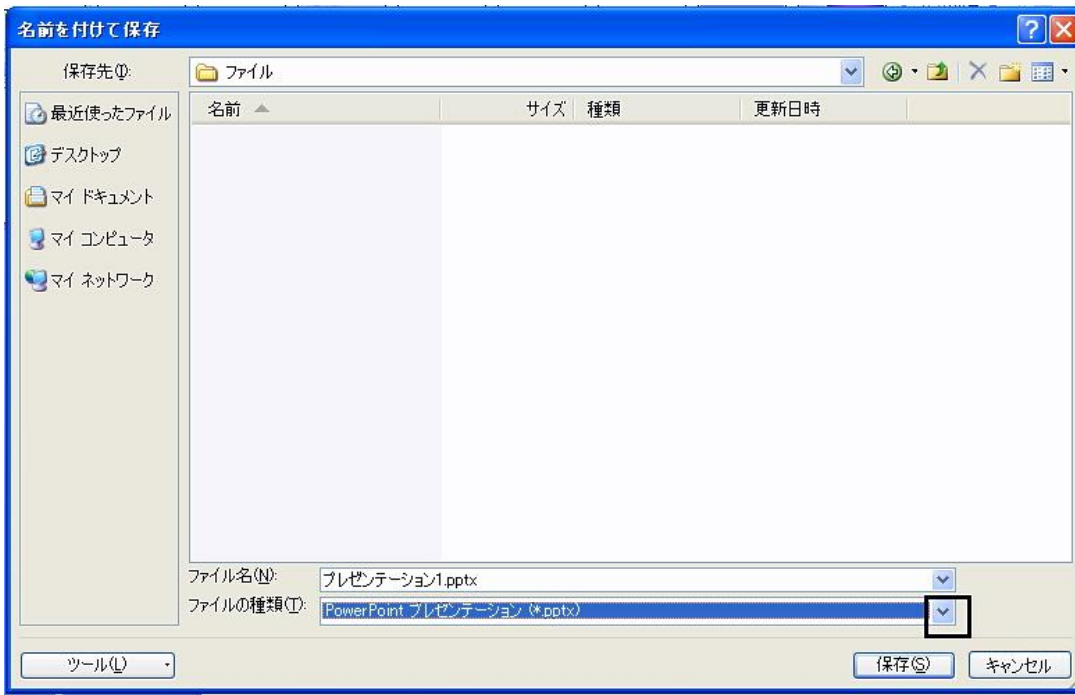 名前を付けて保存
保存先(I):
ファイル
最近使ったファイル
デスクトップ
マイ ドキュメント
マイ コンピュータ
マイ ネットワーク
名前 サイズ 種類 更新日時
ファイル名(N): プレゼンテーション1.pptx
ファイルの種類(T): PowerPoint プレゼンテーション (*.pptx)
ツール(L) 保存(S) キャンセル